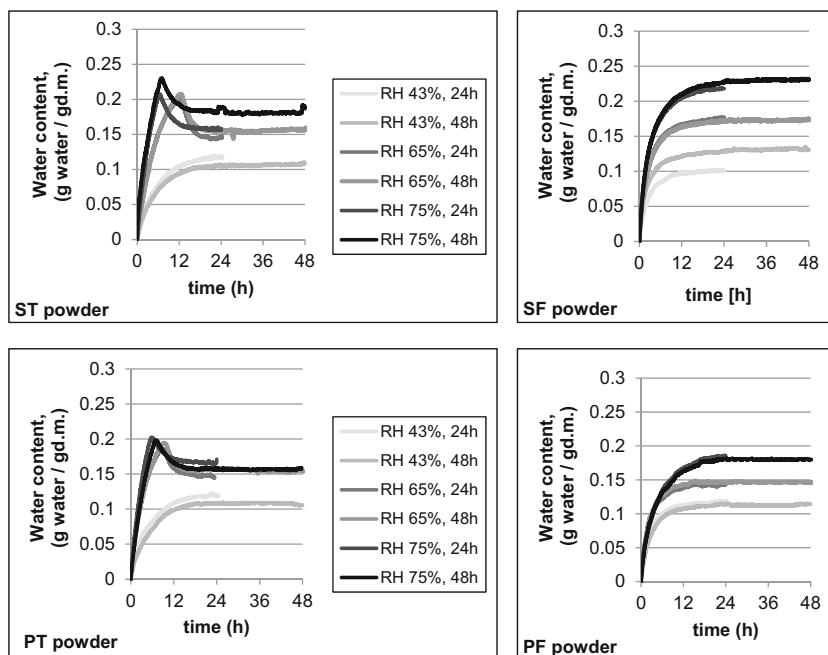 Water content,
(g water / gd.m.)
0.3
0.25
0.2
0.15
0.1
0.05
0
0 12 24 36 48
time (h)
ST powder
RH 43%, 24h
RH 43%, 48h
RH 65%, 24h
RH 65%, 48h
RH 75%, 24h
RH 75%, 48h
Water content,
(g water / gd.m.)
0.3
0.25
0.2
0.15
0.1
0.05
0
0 12 24 36 48
time [h]
SF powder
Water content,
(g water / gd.m.)
0.3
0.25
0.2
0.15
0.1
0.05
0
0 12 24 36 48
time (h)
PT powder
RH 43%, 24h
RH 43%, 48h
RH 65%, 24h
RH 65%, 48h
RH 75%, 24h
RH 75%, 48h
Water content,
(g water / gd.m.)
0.3
0.25
0.2
0.15
0.1
0.05
0
0 12 24 36 48
time (h)
PF powder